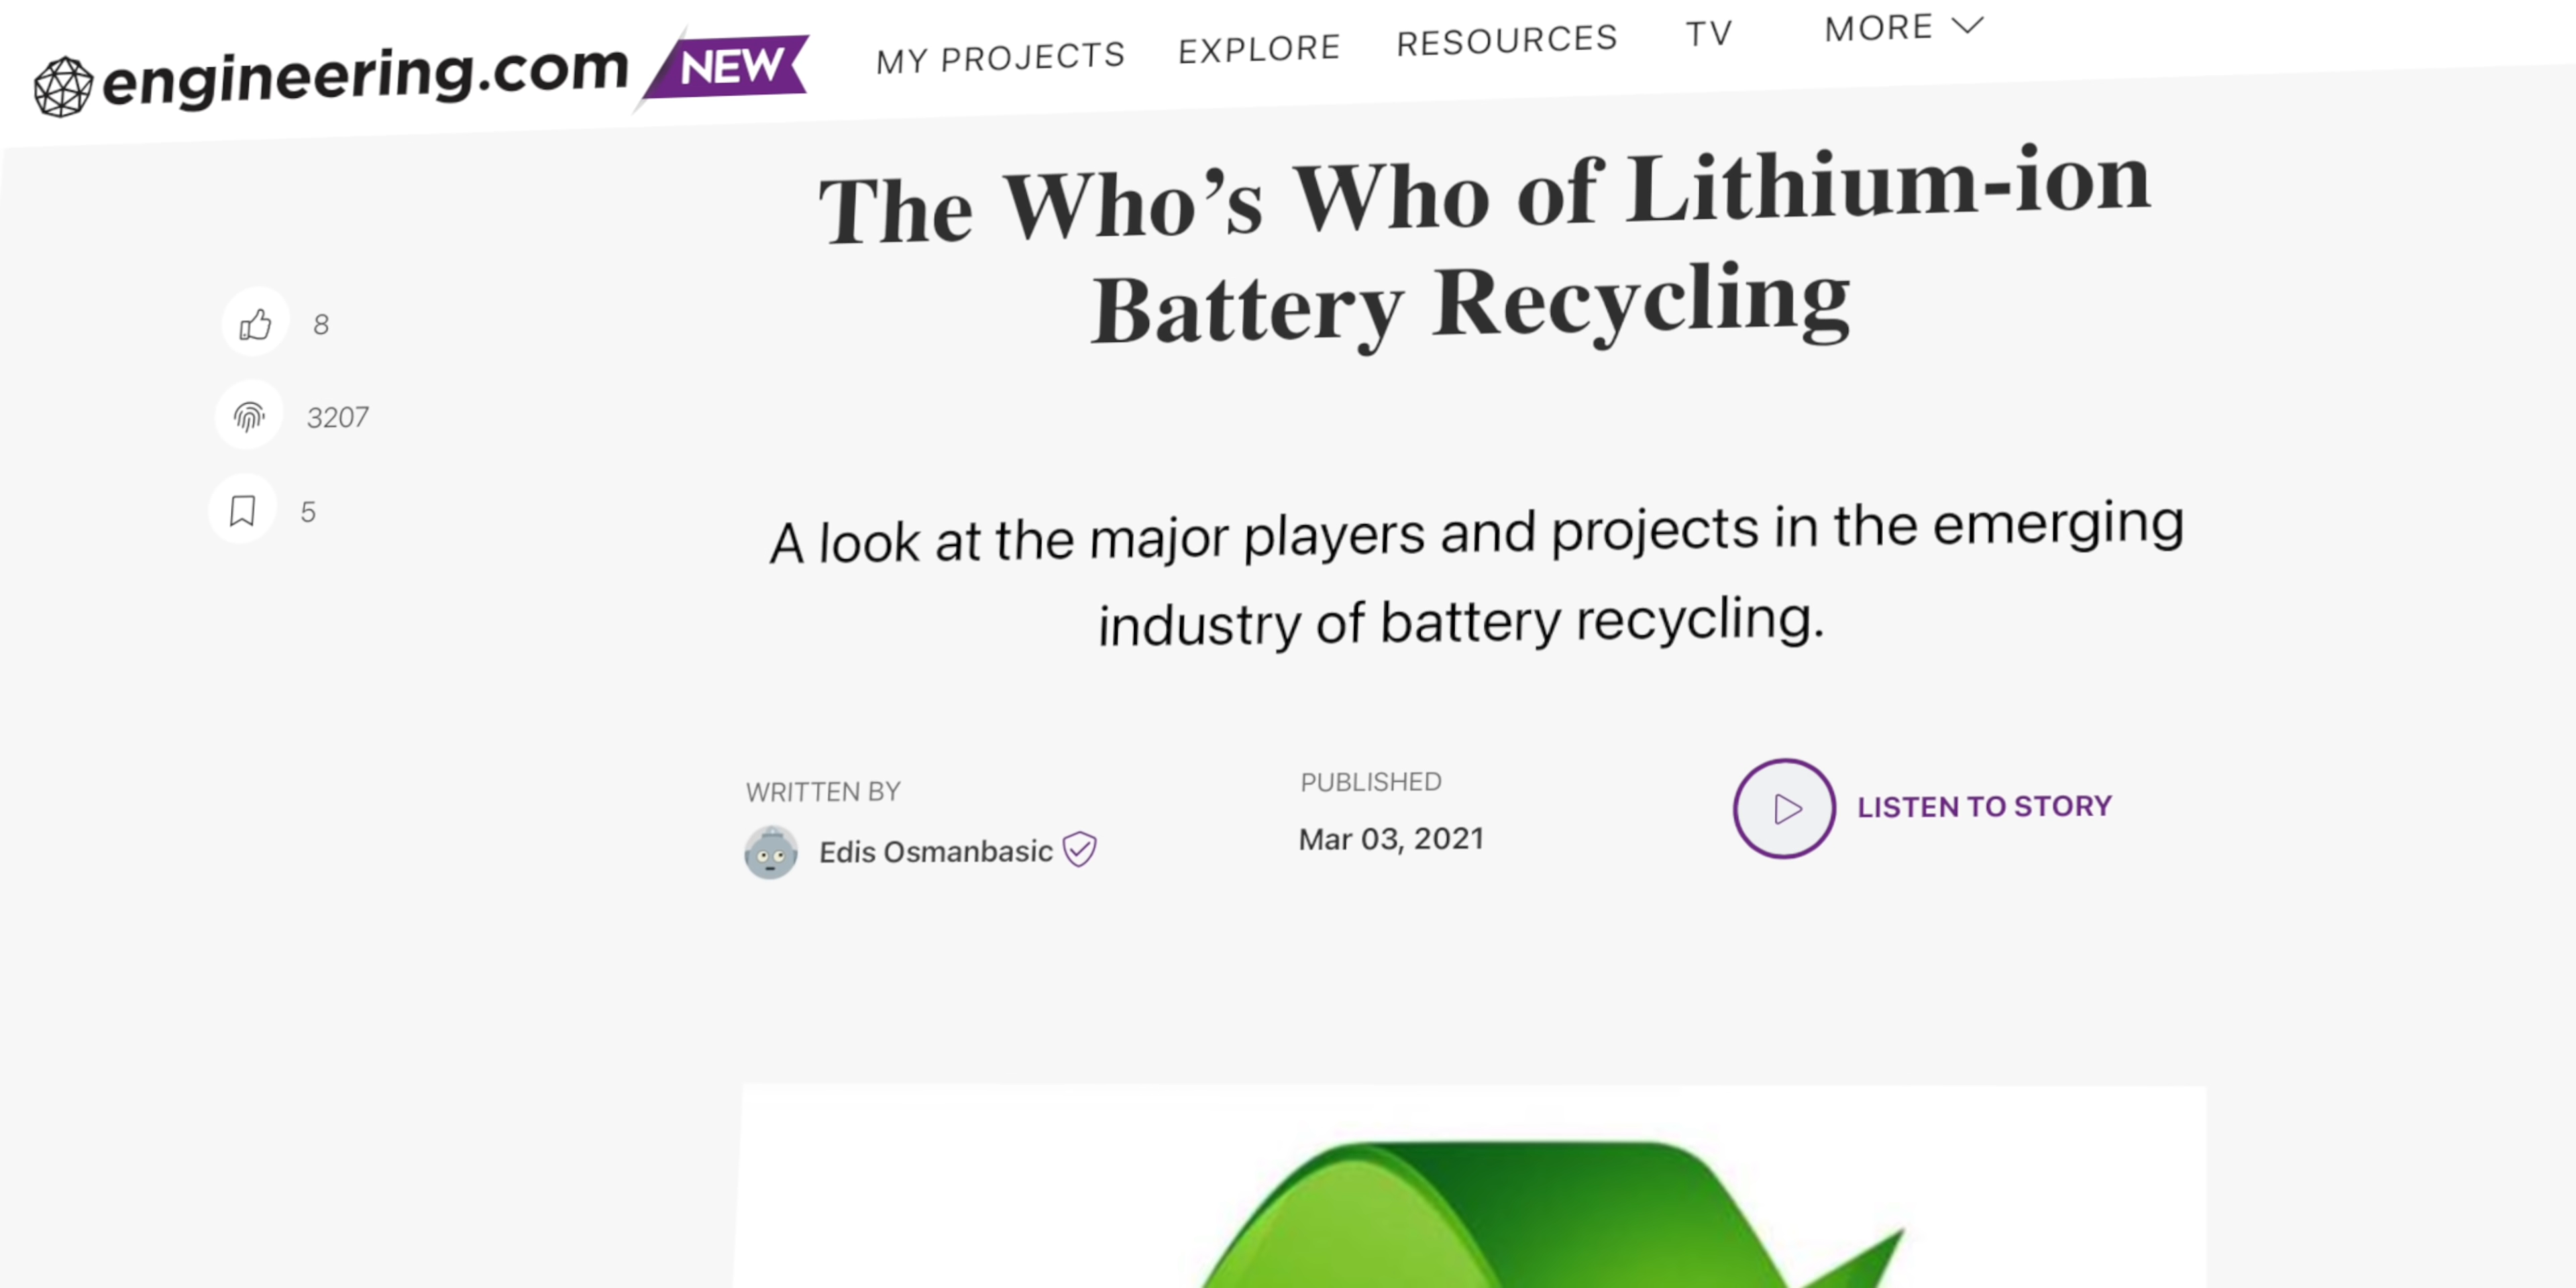 engineering.com NEW MY PROJECTS EXPLORE RESOURCES TV MORE
The Who’s Who of Lithium-ion
Battery Recycling
8
3207
5
A look at the major players and projects in the emerging
industry of battery recycling.
WRITTEN BY
Edis Osmanbasic
PUBLISHED
Mar 03, 2021
LISTEN TO STORY